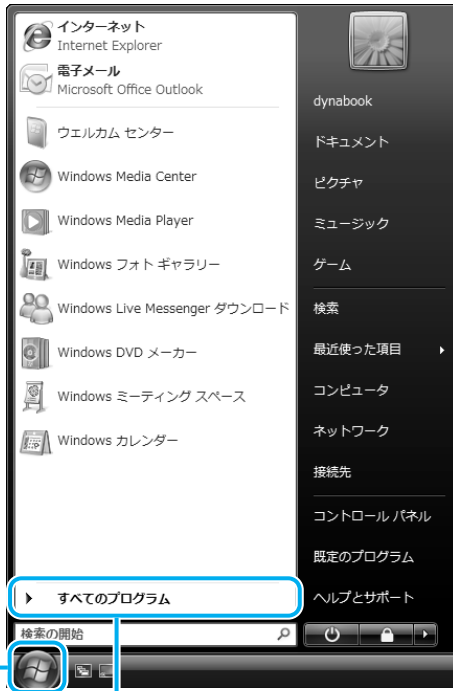 インターネット
Internet Explorer
電子メール
Microsoft Office Outlook
ウェルカム センター
Windows Media Center
Windows Media Player
Windows フォト ギャラリー
Windows Live Messenger ダウンロード
Windows DVD メーカー
Windows ミーティング スペース
Windows カレンダー
すべてのプログラム
検索の開始
dynabook
ドキュメント
ピクチャ
ミュージック
ゲーム
検索
最近使った項目
コンピュータ
ネットワーク
接続先
コントロール パネル
既定のプログラム
ヘルプとサポート